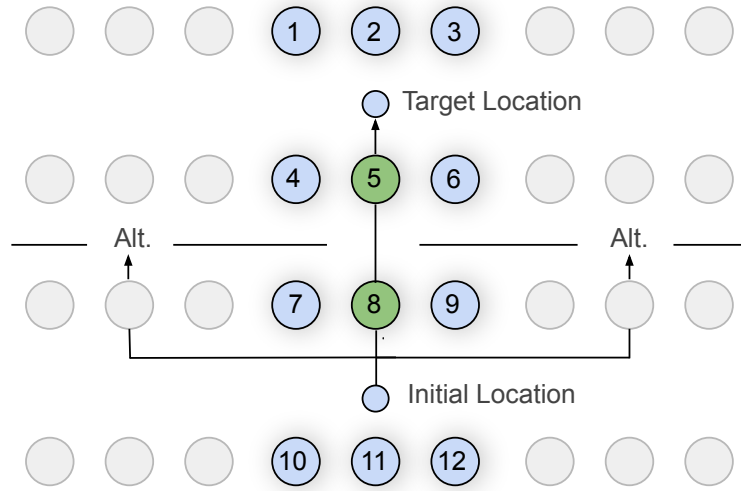 1 2 3
Target Location
4 5 6
Alt. Alt.
7 8 9
Initial Location
10 11 12